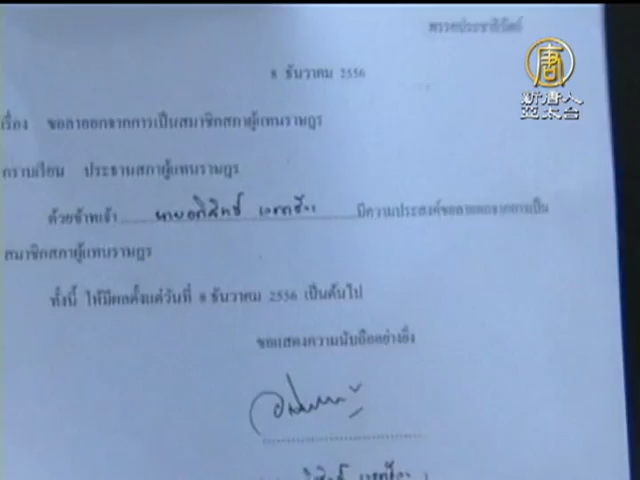 พรรคประชาธิปัตย์
8 ธันวาคม 2556
唐
新唐人
亞太台
เรื่อง ขอลาออกจากการเป็นสมาชิกสภาผู้แทนราษฎร
กราบเรียน ประธานสภาผู้แทนราษฎร
ด้วยข้าพเจ้า นายอภิสิทธิ์ เวชชาชีวะ มีความประสงค์ขอลาออกจากการเป็น
สมาชิกสภาผู้แทนราษฎร
ทั้งนี้ ให้มีผลตั้งแต่วันที่ 8 ธันวาคม 2556 เป็นต้นไป
ขอแสดงความนับถืออย่างยิ่ง